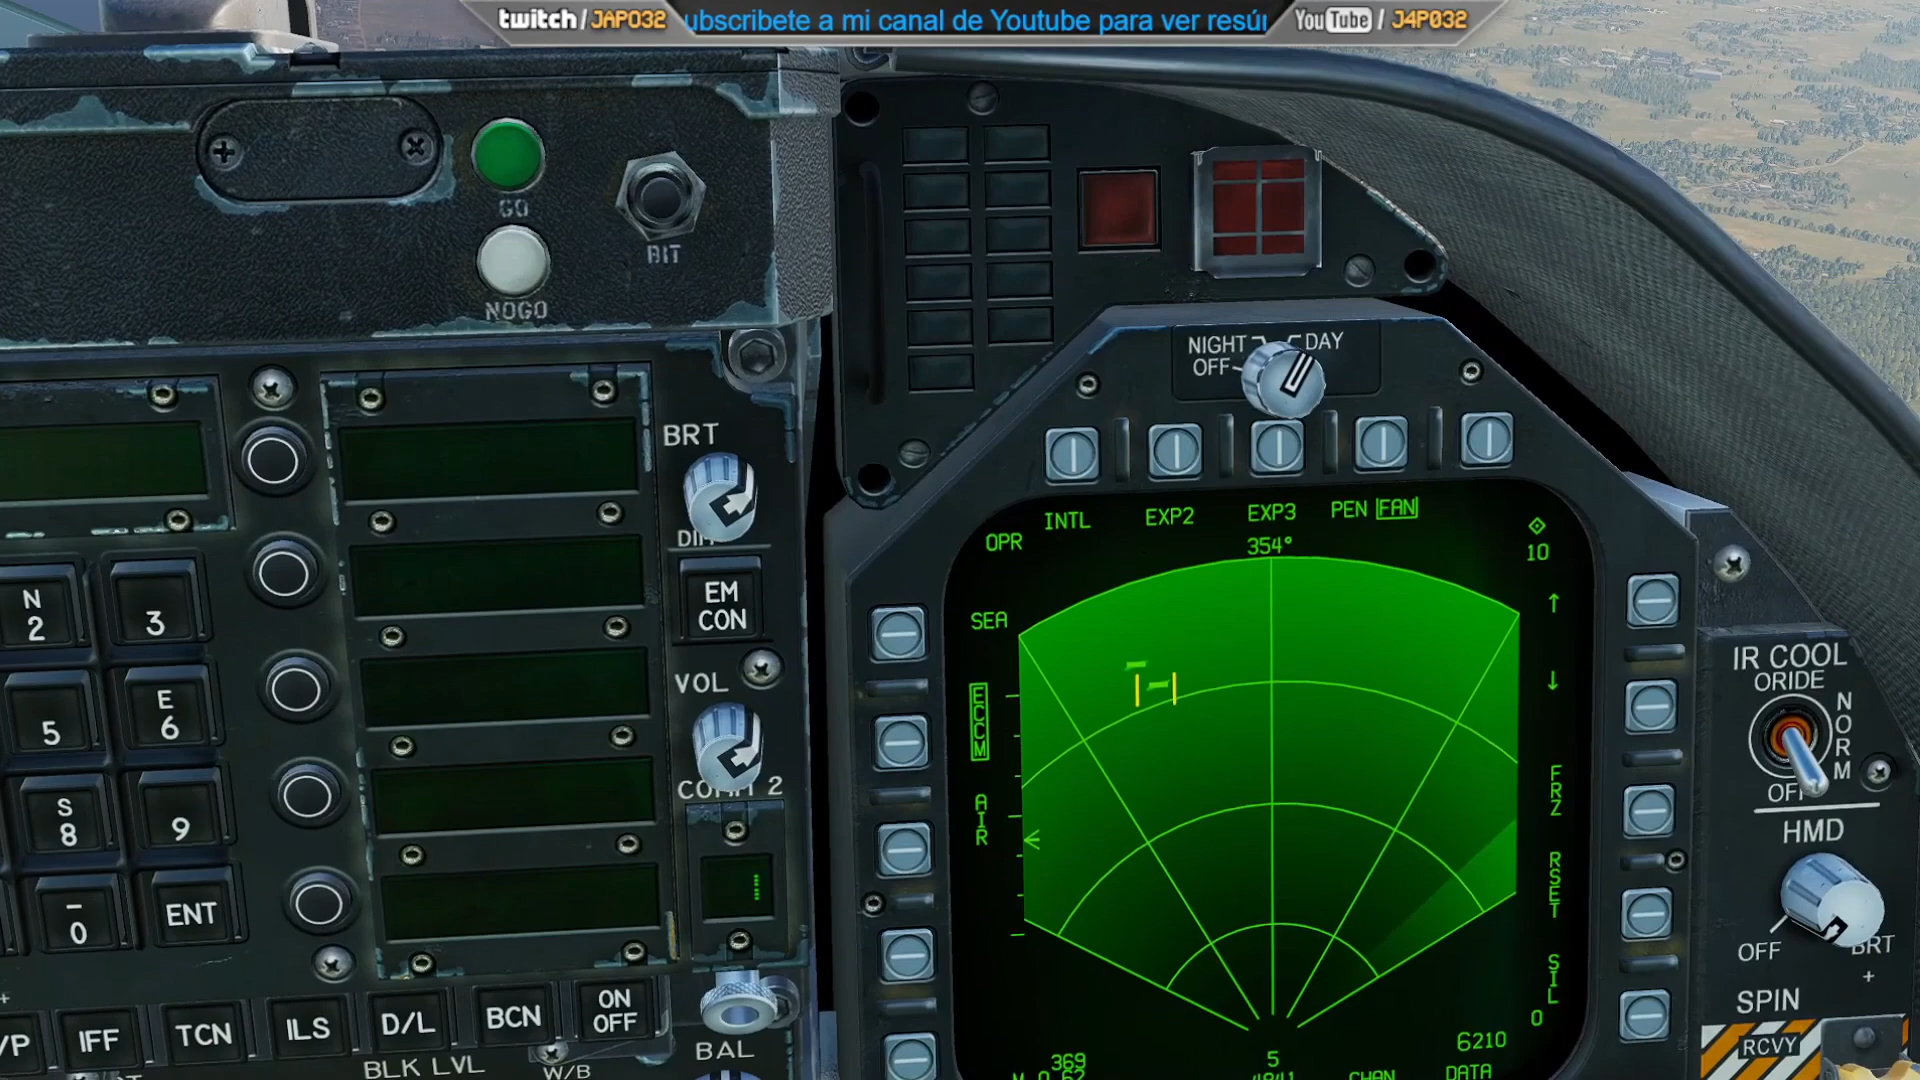 twitch / JAPO32
ubscribete a mi canal de Youtube para ver resú
YouTube / J4P032
GO
BIT
NOGO
NIGHT
DAY
OFF
BRT
EM
CON
VOL
N
2
3
5
E
6
S
8
9
-
0
ENT
IFF
TCN
ILS
D/L
BCN
ON
OFF
BLK LVL
W/B
BAL
OPR
INTL
EXP2
EXP3
PEN
FAN
354°
10
SEA
ECCM
AIR
FRZ
RSET
SIL
0
6210
369
5
CHAN
DATA
IR COOL
ORIDE
NORM
HMD
OFF
BRT
SPIN
RCVY